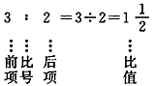 3 : 2 = 3 ÷ 2 = 1 1/2
前项 比号 后项 比值